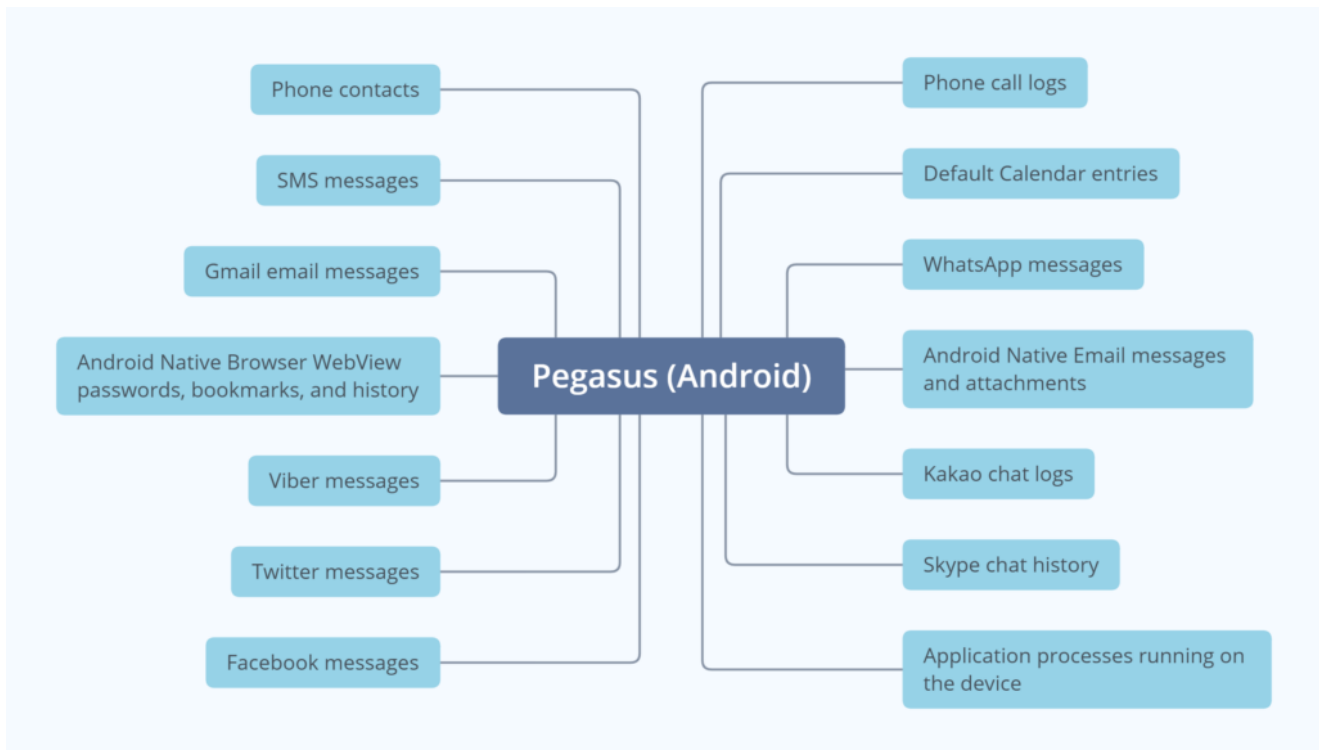 Phone contacts
SMS messages
Gmail email messages
Android Native Browser WebView
passwords, bookmarks, and history
Viber messages
Twitter messages
Facebook messages
Pegasus (Android)
Phone call logs
Default Calendar entries
WhatsApp messages
Android Native Email messages
and attachments
Kakao chat logs
Skype chat history
Application processes running on
the device